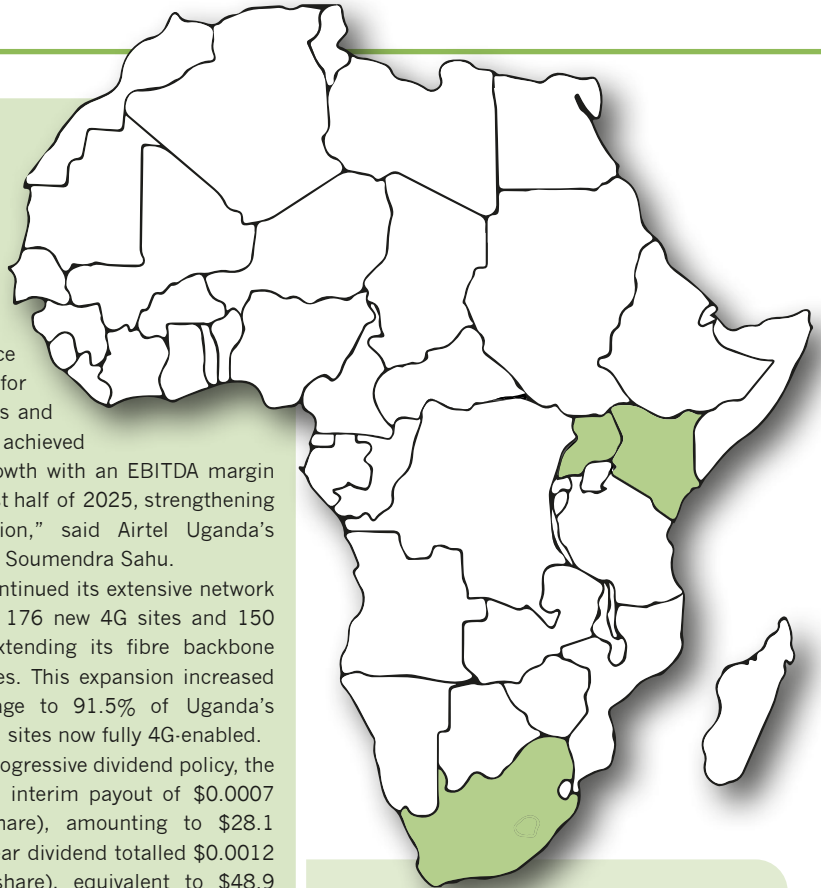 for
s and
achieved
owth with an EBITDA margin
st half of 2025, strengthening
said Airtel Uganda's
Soumendra Sahu.
ntinued its extensive network
176 new 4G sites and 150
xtending its fibre backbone
es. This expansion increased
ge to 91.5% of Uganda's
sites now fully 4G-enabled.
ogressive dividend policy, the
interim payout of $0.0007
hare), amounting to $28.1
ar dividend totalled $0.0012
share), equivalent to $48.9